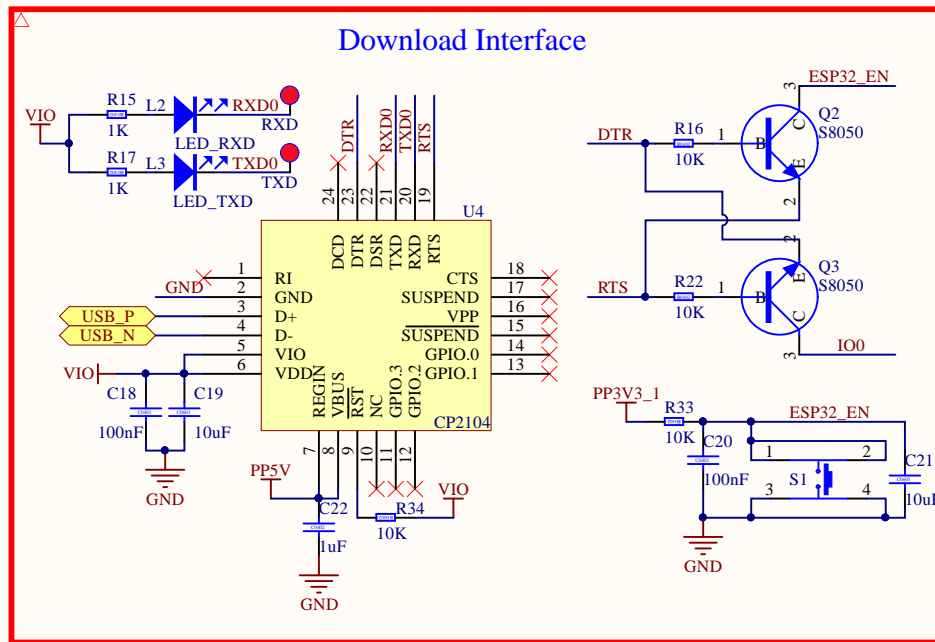 Download Interface
VIO
R15
1K
L2
LED_RXD
RXD0
RXD
R17
1K
L3
LED_TXD
TXD0
TXD
DTR
RXD0
TXD0
RTS
24
23
22
21
20
19
DCD
DTR
DSR
TXD
RXD
RTS
U4
GND
USB_P
USB_N
VIO
1
2
3
4
5
6
RI
GND
D+
D-
VIO
VDD
CTS
SUSPEND
VPP
SUSPEND
GPIO.0
GPIO.1
18
17
16
15
14
13
REGIN
VBUS
RST
NC
GPIO.3
GPIO.2
CP2104
7
8
9
10
11
12
C18
100nF
C19
10uF
GND
PP5V
C22
1uF
GND
R34
10K
VIO
DTR
R16
10K
1
B
C
E
3
2
Q2
S8050
ESP32_EN
RTS
R22
10K
1
B
E
C
2
3
Q3
S8050
IO0
PP3V3_1
R33
10K
ESP32_EN
C20
100nF
1
2
S1
3
4
C21
10uF
GND